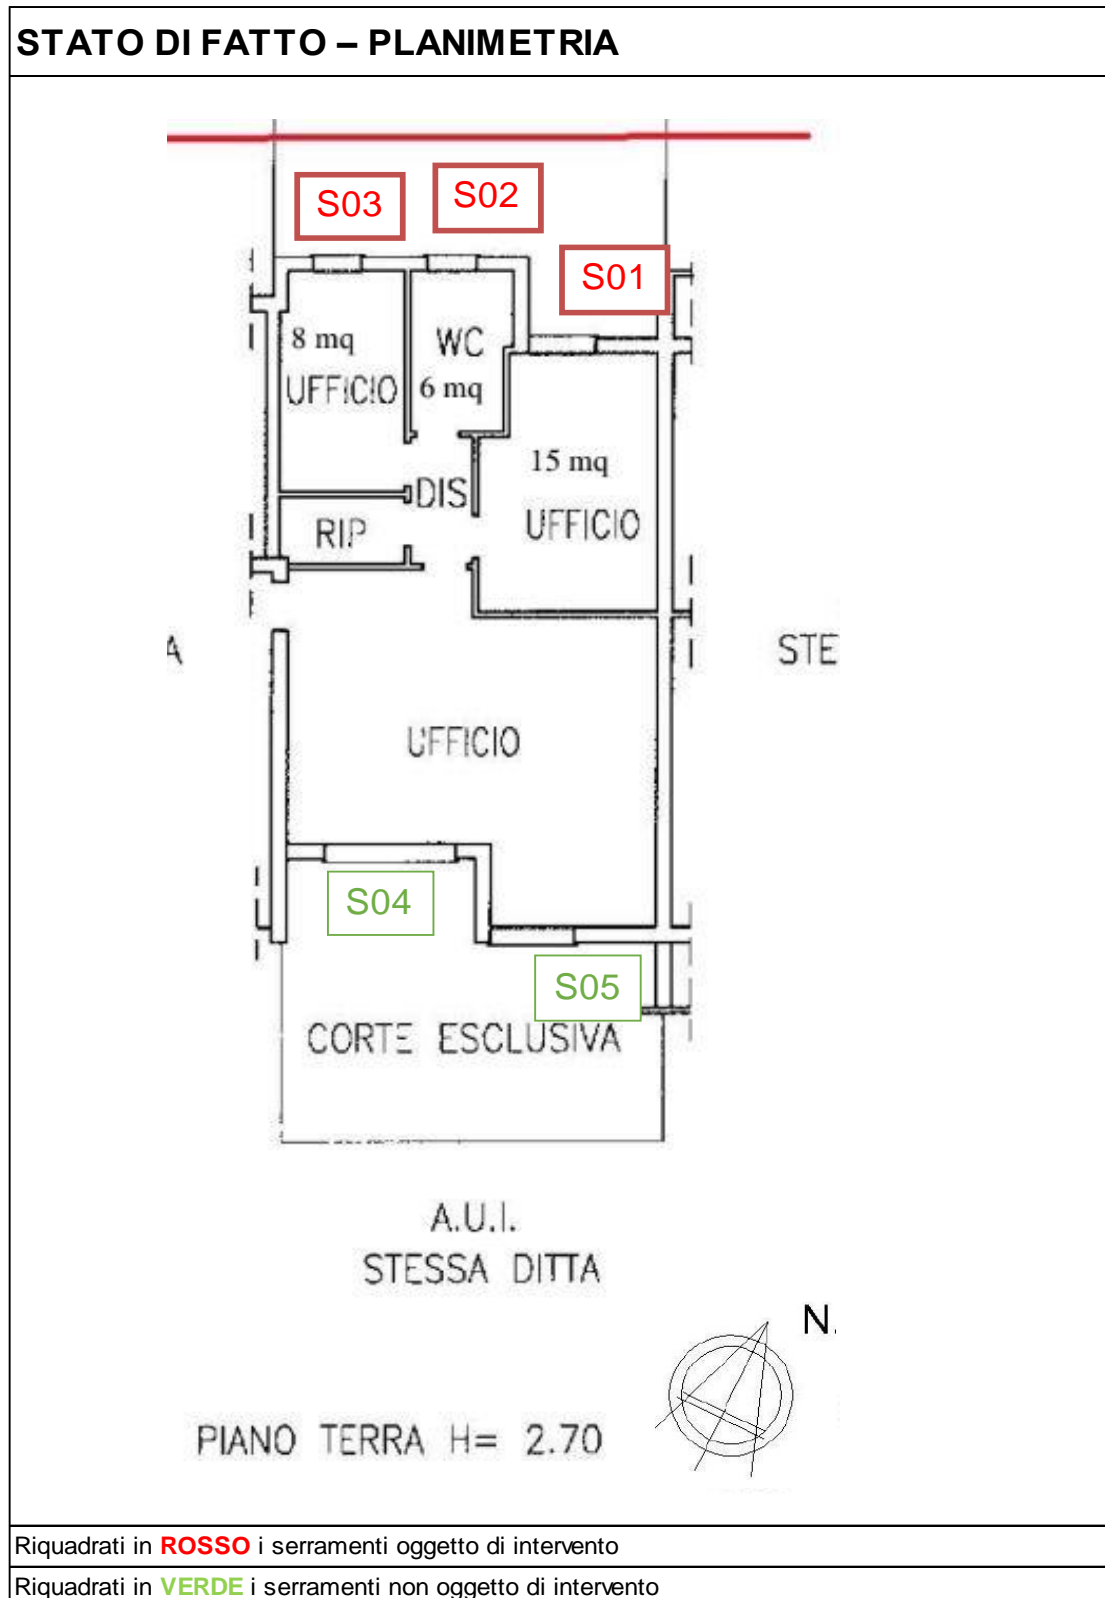 STATO DI FATTO – PLANIMETRIA
S03
S02
S01
8 mq
UFFICIO
WC
6 mq
15 mq
UFFICIO
DIS
RIP
A
STE
UFFICIO
S04
S05
CORTE ESCLUSIVA
A.U.I.
STESSA DITTA
N.
PIANO TERRA H= 2.70
Riquadrati in ROSSO i serramenti oggetto di intervento
Riquadrati in VERDE i serramenti non oggetto di intervento